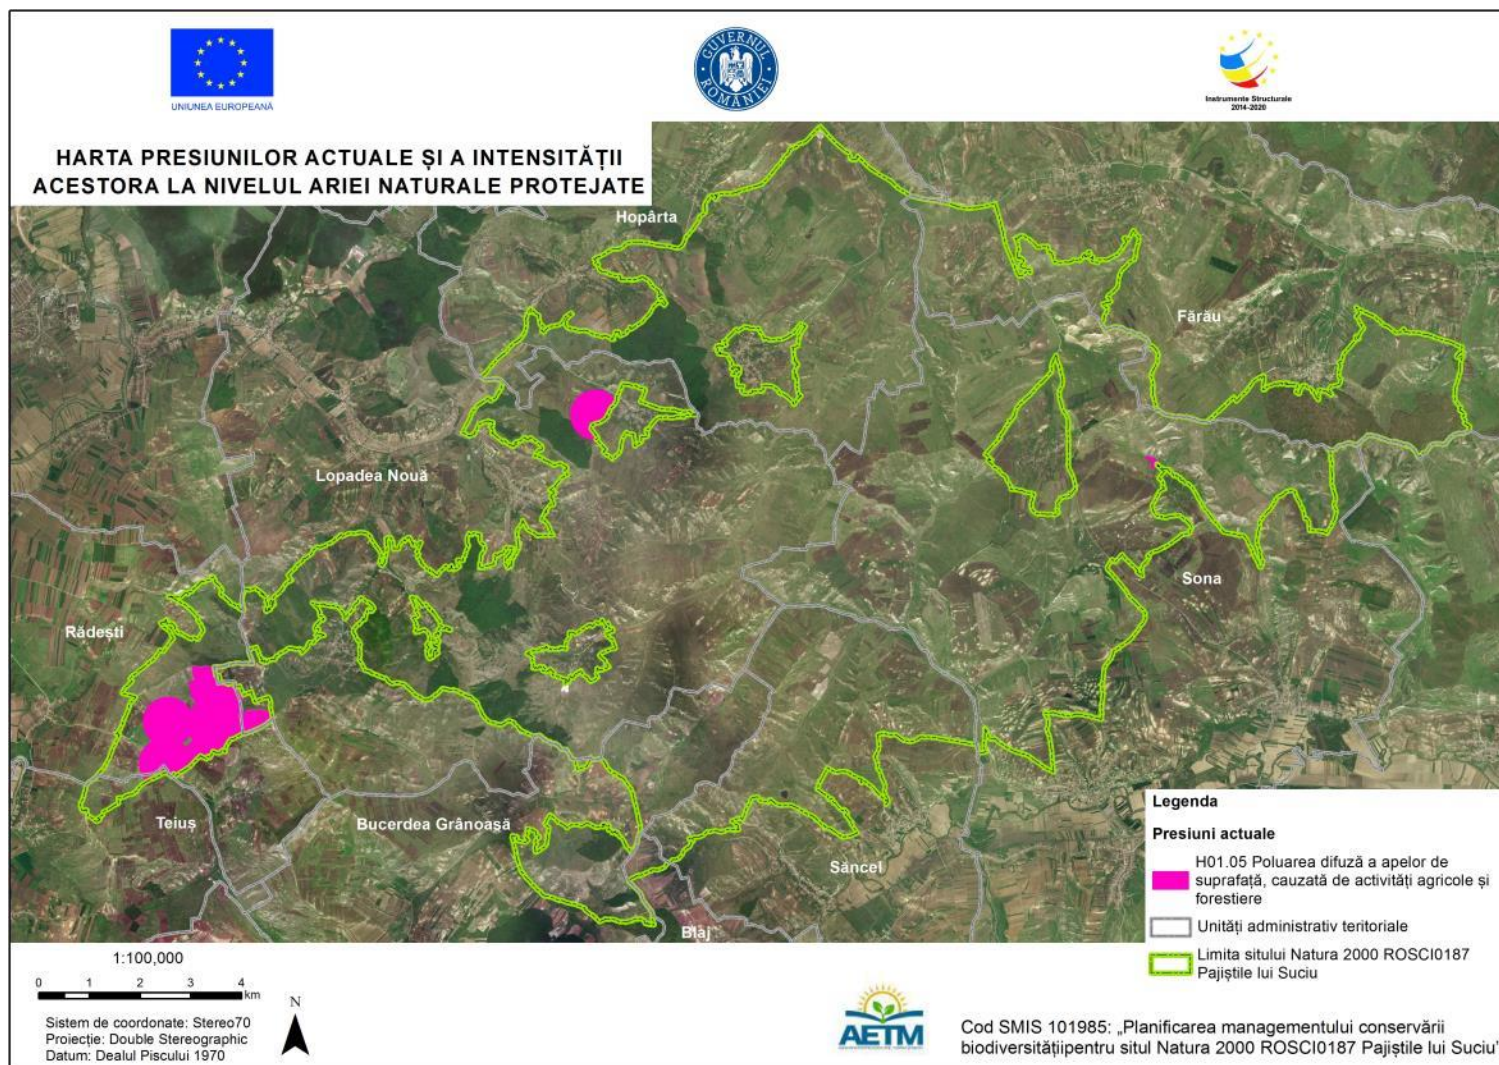 UNIUNEA EUROPEANĂ
GUVERNUL ROMÂNIEI
Instrumente Structurale
2014-2020
HARTA PRESIUNILOR ACTUALE ȘI A INTENSITĂȚII
ACESTORA LA NIVELUL ARIEI NATURALE PROTEJATE
Hopârta
Fărău
Lopadea Nouă
Sona
Rădești
Teiuș
Bucerdea Grânoașă
Săncel
Blaj
Legenda
Presiuni actuale
H01.05 Poluarea difuză a apelor de
suprafață, cauzată de activități agricole și
forestiere
Unități administrativ teritoriale
Limita sitului Natura 2000 ROSCI0187
Pajiștile lui Suciu
1:100,000
0 1 2 3 4
km
N
Sistem de coordonate: Stereo70
Proiecție: Double Stereographic
Datum: Dealul Piscului 1970
AETM
Cod SMIS 101985: „Planificarea managementului conservării
biodiversitățiipentru situl Natura 2000 ROSCI0187 Pajiștile lui Suciu"